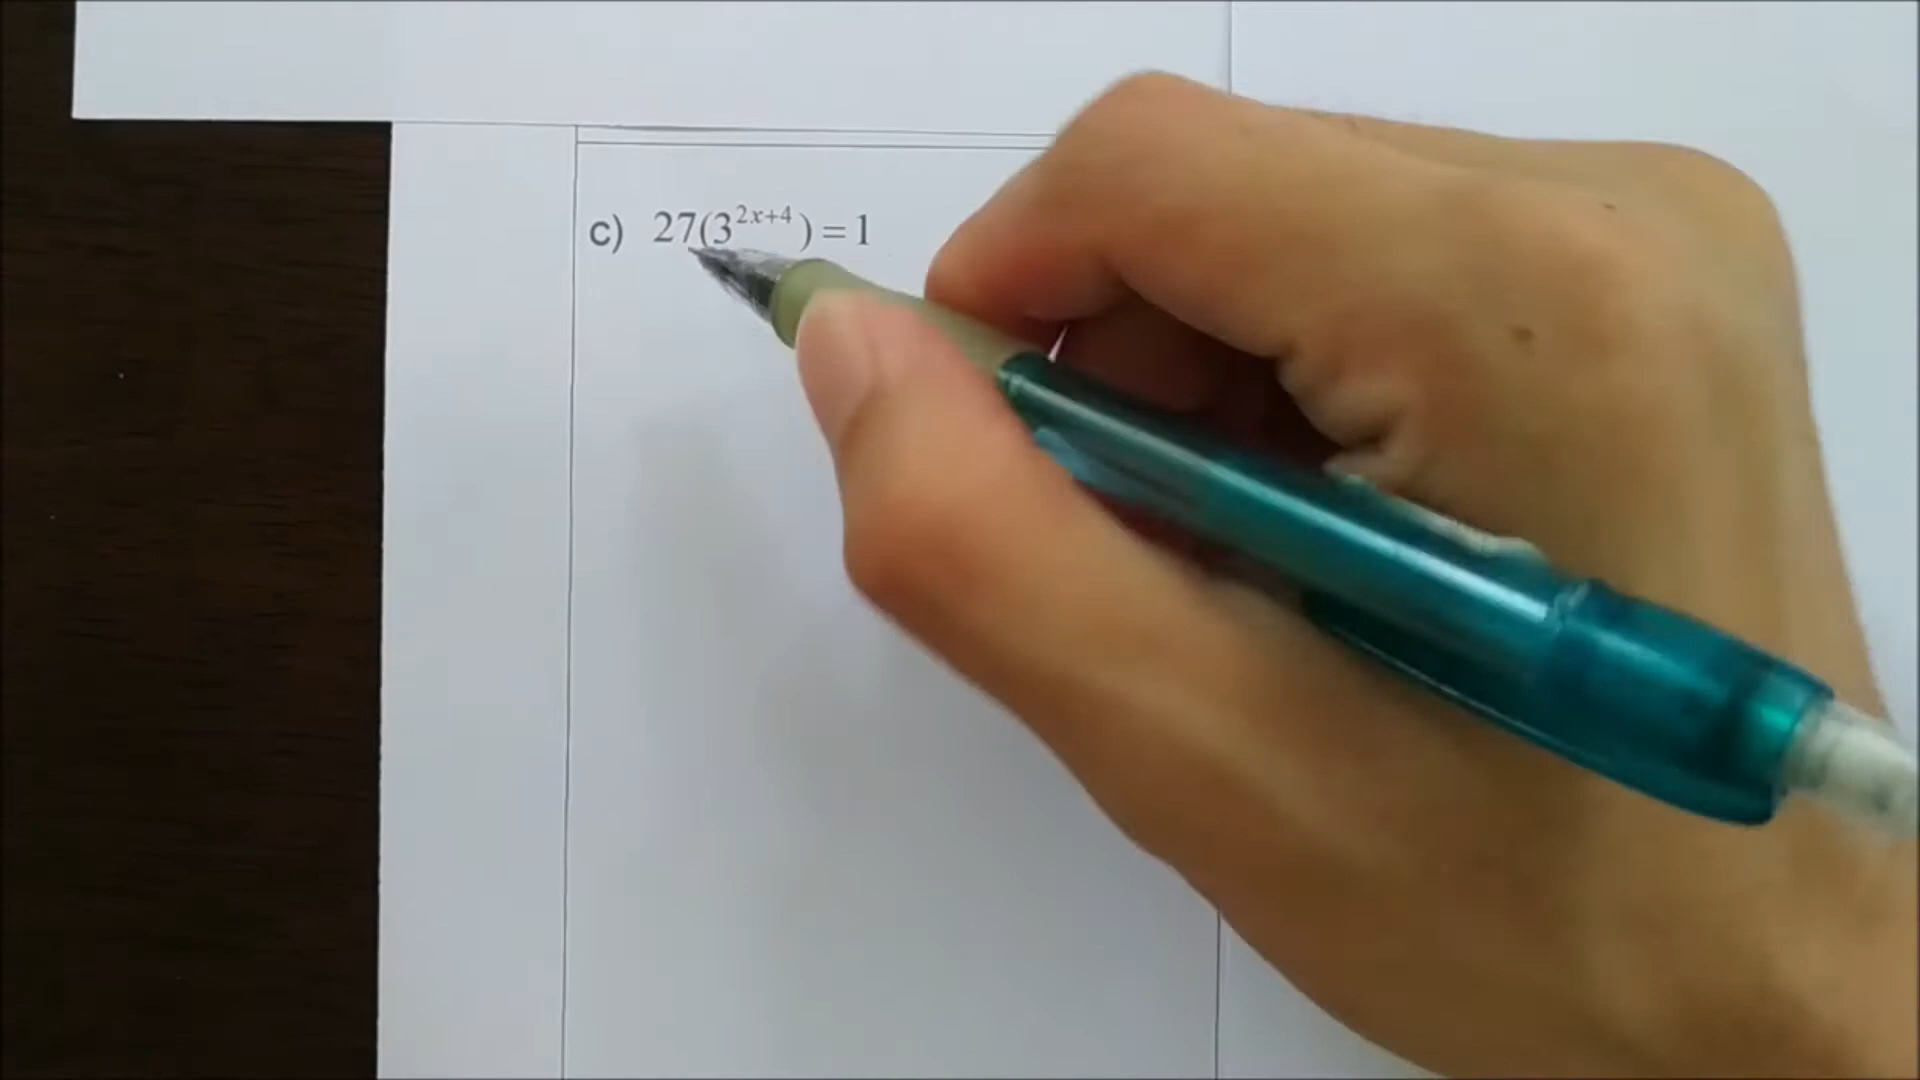 c) 27(3^{2x+4}) = 1